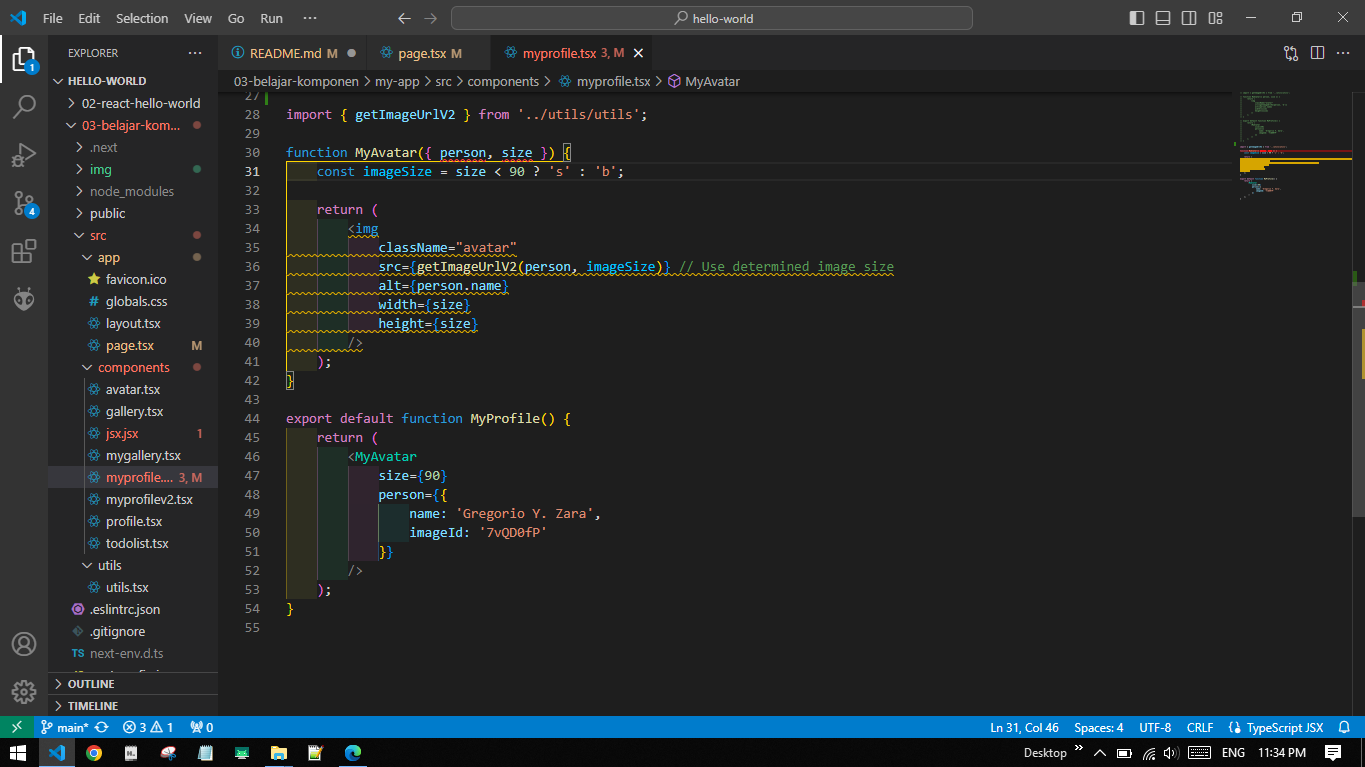 File Edit Selection View Go Run ··· hello-world
EXPLORER ···
HELLO-WORLD
02-react-hello-world
03-belajar-kom...
.next
img
node_modules
public
src
app
favicon.ico
globals.css
layout.tsx
page.tsx M
components
avatar.tsx
gallery.tsx
jsx.jsx 1
mygallery.tsx
myprofile.... 3, M
myprofilev2.tsx
profile.tsx
todolist.tsx
utils
utils.tsx
.eslintrc.json
.gitignore
TS next-env.d.ts
OUTLINE
TIMELINE
1
4
README.md M page.tsx M myprofile.tsx 3, M
03-belajar-komponen > my-app > src > components > myprofile.tsx > MyAvatar
27
28 import { getImageUrlV2 } from '../utils/utils';
29
30 function MyAvatar({ person, size }) {
31 const imageSize = size < 90 ? 's' : 'b';
32
33 return (
34 <img
35 className="avatar"
36 src={getImageUrlV2(person, imageSize)} // Use determined image size
37 alt={person.name}
38 width={size}
39 height={size}
40 />
41 );
42 }
43
44 export default function MyProfile() {
45 return (
46 <MyAvatar
47 size={90}
48 person={{
49 name: 'Gregorio Y. Zara',
50 imageId: '7vQD0fP'
51 }}
52 />
53 );
54 }
55
main* 3 1 0 Ln 31, Col 46 Spaces: 4 UTF-8 CRLF TypeScript JSX
Desktop ENG 11:34 PM